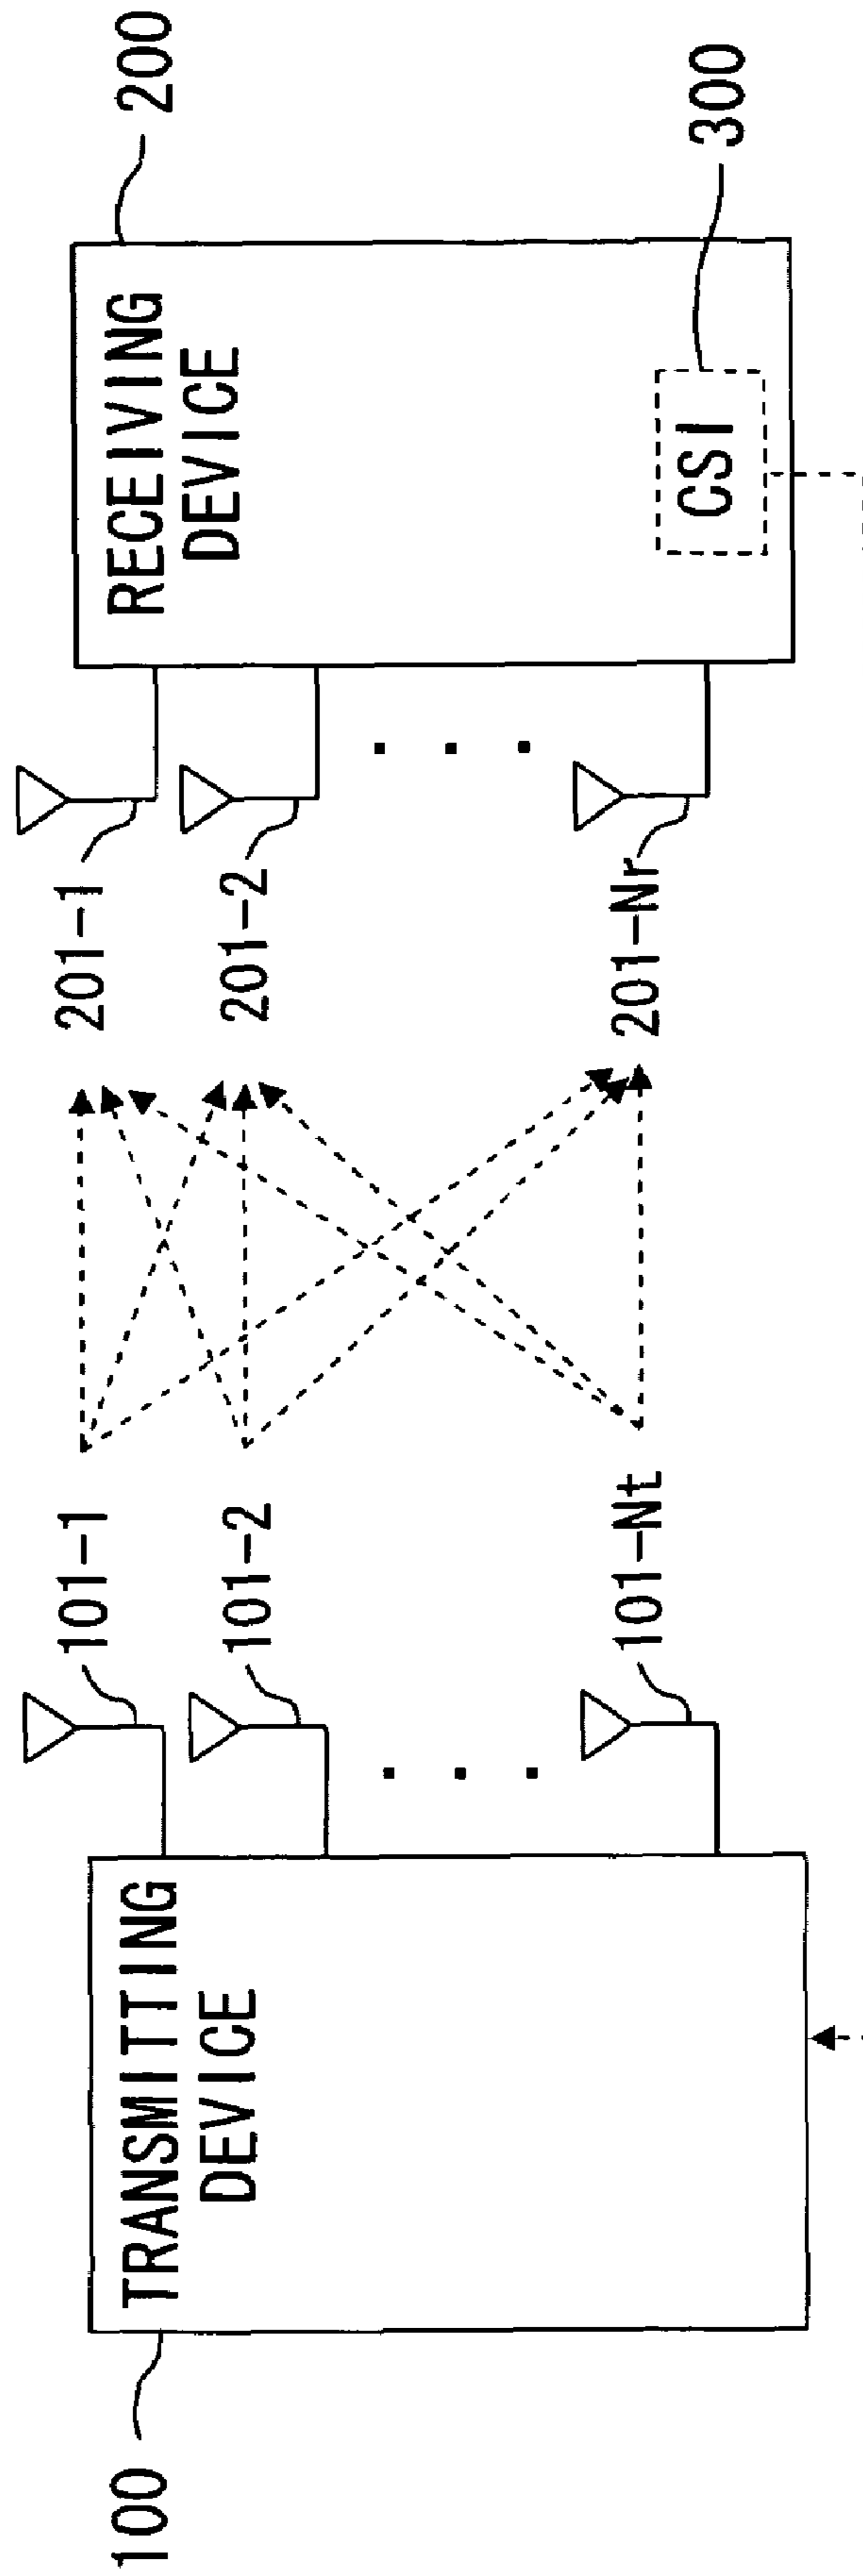 100
TRANSMITTING
DEVICE
101-1
101-2
101-Nt
201-1
201-2
201-Nr
RECEIVING
DEVICE
200
CSI
300